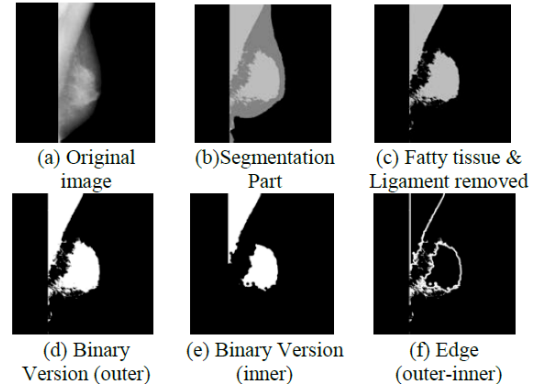 (a) Original
image
(b)Segmentation
Part
(c) Fatty tissue &
Ligament removed
(d) Binary
Version (outer)
(e) Binary Version
(inner)
(f) Edge
(outer-inner)